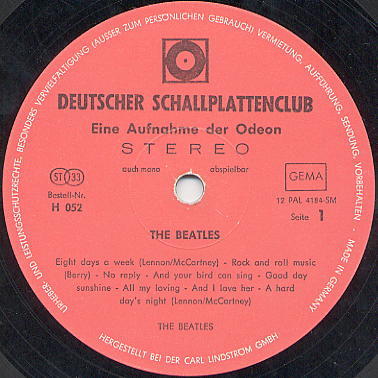 URHEBER- UND LEISTUNGSSCHUTZRECHTE, BESONDERS VERVIELFÄLTIGUNG (AUSSER ZUM PERSÖNLICHEN GEBRAUCH) VERMIETUNG, AUFFÜHRUNG, SENDUNG, VORBEHALTEN · MADE IN GERMANY
DEUTSCHER SCHALLPLATTENCLUB
Eine Aufnahme der Odeon
STEREO
auch mono abspielbar
ST 33
GEMA
Bestell-Nr.
H 052
12 PAL 4184-SM
Seite 1
THE BEATLES
Eight days a week (Lennon/McCartney) - Rock and roll music
(Berry) - No reply - And your bird can sing - Good day
sunshine - All my loving - And I love her - A hard
day's night (Lennon/McCartney)
THE BEATLES
HERGESTELLT BEI DER CARL LINDSTRÖM GMBH